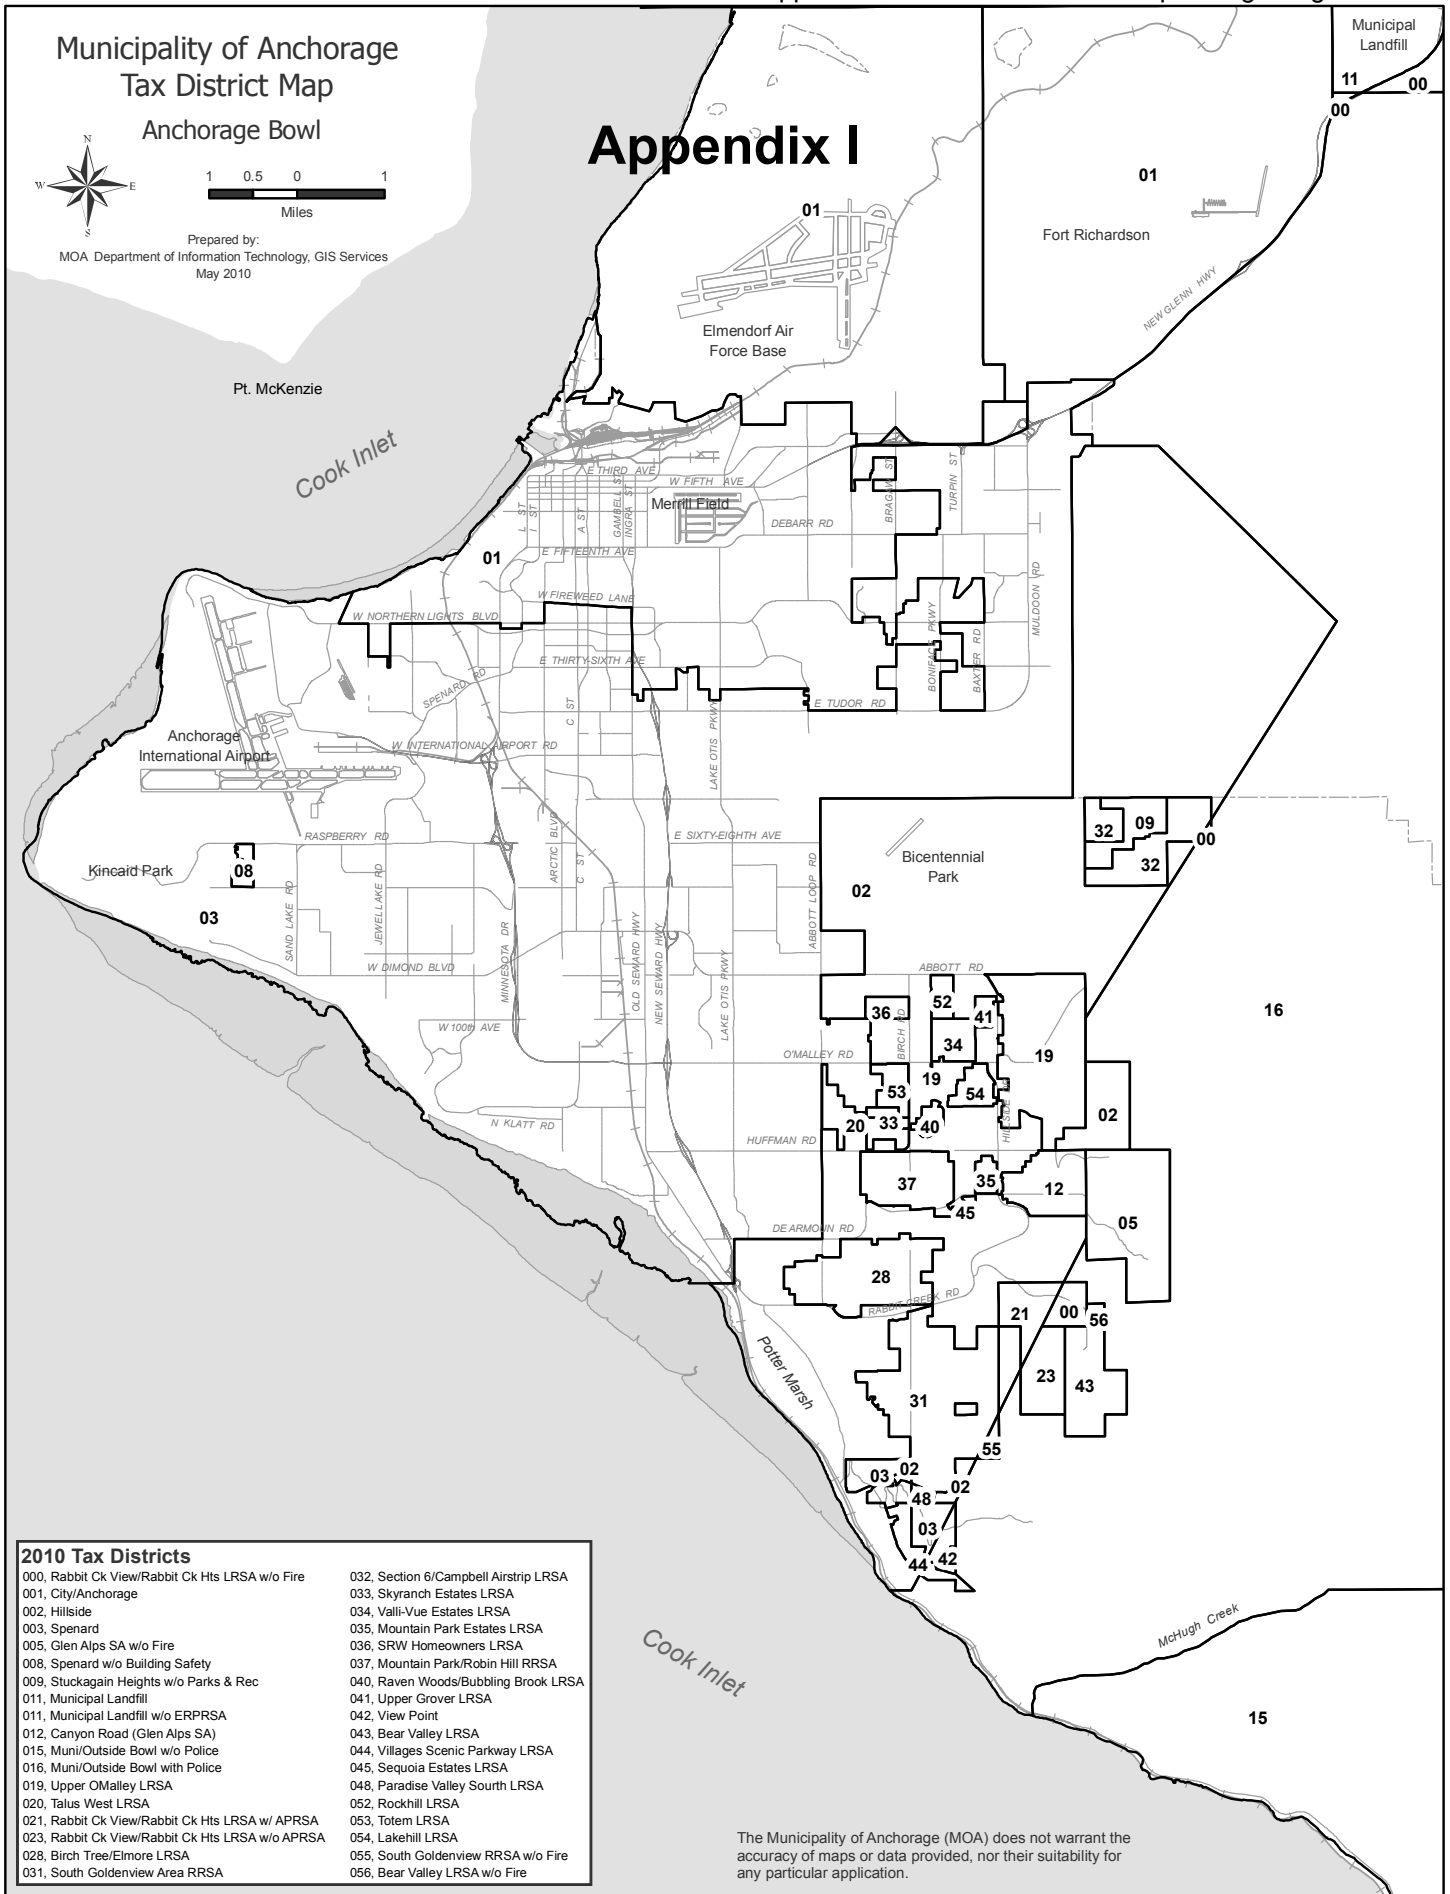 Municipality of Anchorage
Tax District Map
Anchorage Bowl
Appendix I
N
W
E
S
1 0.5 0 1
Miles
Prepared by:
MOA Department of Information Technology, GIS Services
May 2010
Municipal
Landfill
11
00
00
01
01
Fort Richardson
NEW GLENN HWY
Elmendorf Air
Force Base
Pt. McKenzie
Cook Inlet
E THIRD AVE
W FIFTH AVE
Merrill Field
L ST
I ST
A ST
GAMBELL ST
INGRA ST
DEBARR RD
BRAGAW ST
TURPIN ST
01
E FIFTEENTH AVE
W FIREWEED LANE
W NORTHERN LIGHTS BLVD
MULDOON RD
BONIFACE PKWY
BAXTER RD
E THIRTY-SIXTH AVE
SPENARD RD
C ST
E TUDOR RD
LAKE OTIS PKWY
Anchorage
International Airport
W INTERNATIONAL AIRPORT RD
RASPBERRY RD
E SIXTY-EIGHTH AVE
ARCTIC BLVD
C ST
ABBOTT LOOP RD
Bicentennial
Park
32
09
00
32
Kincaid Park
08
02
03
SAND LAKE RD
JEWEL LAKE RD
MINNESOTA DR
OLD SEWARD HWY
NEW SEWARD HWY
LAKE OTIS PKWY
W DIMOND BLVD
ABBOTT RD
W 100th AVE
36
52
41
BIRCH RD
34
16
O'MALLEY RD
19
19
53
54
HILLSIDE DR
02
20
33
40
N KLATT RD
HUFFMAN RD
37
35
12
45
05
DE ARMOUN RD
28
RABBIT CREEK RD
21
00
56
Potter Marsh
23
43
31
55
03
02
02
48
03
44
42
McHugh Creek
15
Cook Inlet
2010 Tax Districts
000, Rabbit Ck View/Rabbit Ck Hts LRSA w/o Fire
001, City/Anchorage
002, Hillside
003, Spenard
005, Glen Alps SA w/o Fire
008, Spenard w/o Building Safety
009, Stuckagain Heights w/o Parks & Rec
011, Municipal Landfill
011, Municipal Landfill w/o ERPRSA
012, Canyon Road (Glen Alps SA)
015, Muni/Outside Bowl w/o Police
016, Muni/Outside Bowl with Police
019, Upper OMalley LRSA
020, Talus West LRSA
021, Rabbit Ck View/Rabbit Ck Hts LRSA w/ APRSA
023, Rabbit Ck View/Rabbit Ck Hts LRSA w/o APRSA
028, Birch Tree/Elmore LRSA
031, South Goldenview Area RRSA
032, Section 6/Campbell Airstrip LRSA
033, Skyranch Estates LRSA
034, Valli-Vue Estates LRSA
035, Mountain Park Estates LRSA
036, SRW Homeowners LRSA
037, Mountain Park/Robin Hill RRSA
040, Raven Woods/Bubbling Brook LRSA
041, Upper Grover LRSA
042, View Point
043, Bear Valley LRSA
044, Villages Scenic Parkway LRSA
045, Sequoia Estates LRSA
048, Paradise Valley Sourth LRSA
052, Rockhill LRSA
053, Totem LRSA
054, Lakehill LRSA
055, South Goldenview RRSA w/o Fire
056, Bear Valley LRSA w/o Fire
The Municipality of Anchorage (MOA) does not warrant the
accuracy of maps or data provided, nor their suitability for
any particular application.